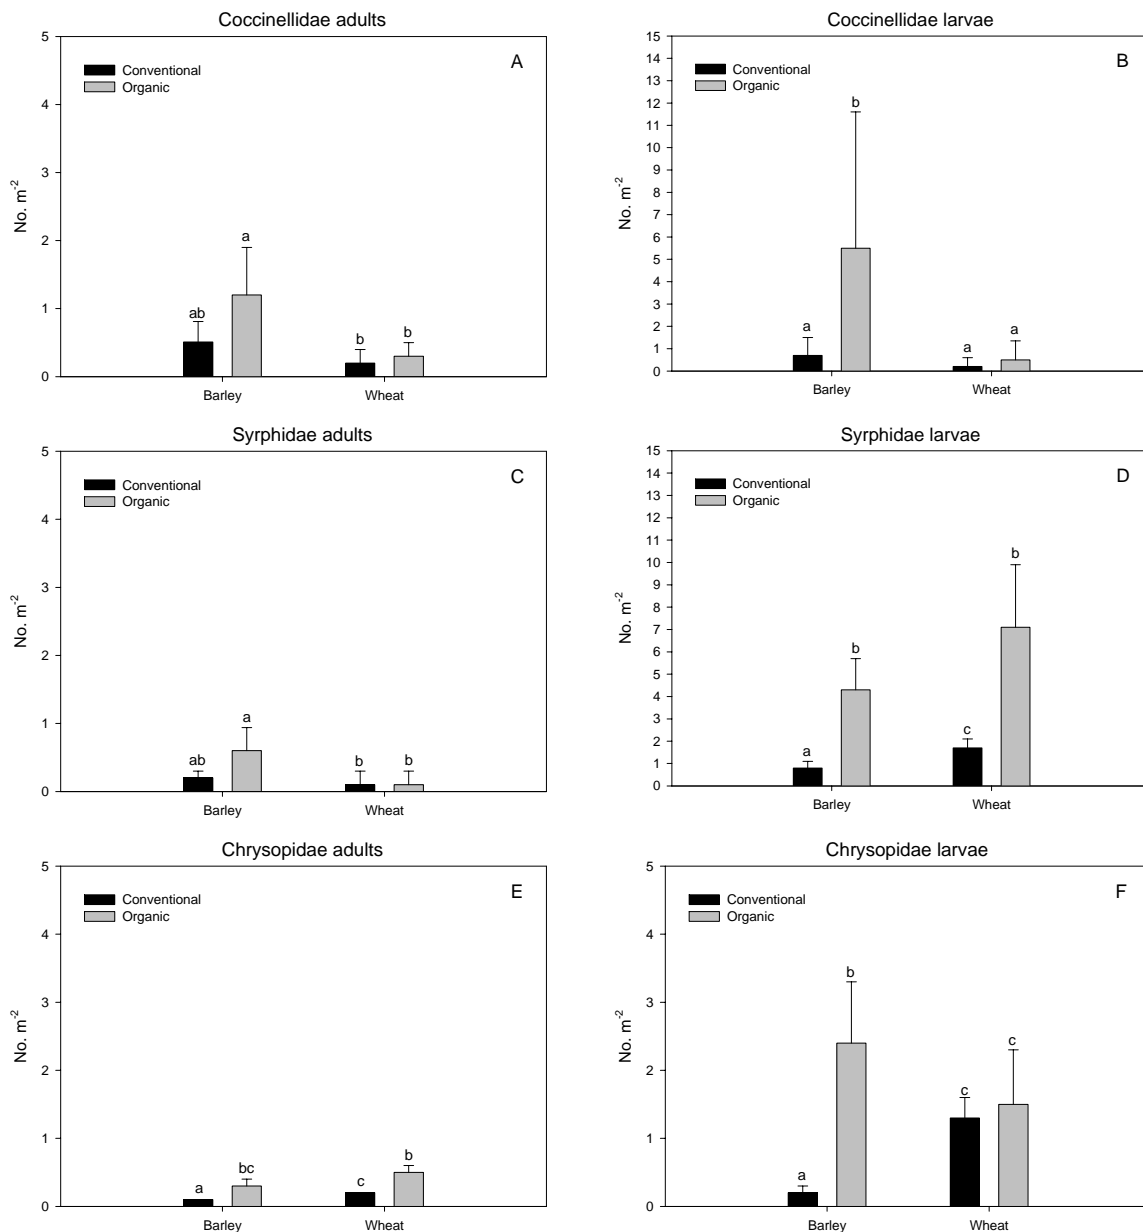 Coccinellidae adults
5
4
3
2
1
0
No. m-2
Conventional
Organic
A
ab
a
b
b
Barley
Wheat
Coccinellidae larvae
15
14
13
12
11
10
9
8
7
6
5
4
3
2
1
0
No. m-2
Conventional
Organic
B
a
b
a
a
Barley
Wheat
Syrphidae adults
5
4
3
2
1
0
No. m-2
Conventional
Organic
C
ab
a
b
b
Barley
Wheat
Syrphidae larvae
15
14
13
12
11
10
9
8
7
6
5
4
3
2
1
0
No. m-2
Conventional
Organic
D
a
b
c
b
Barley
Wheat
Chrysopidae adults
5
4
3
2
1
0
No. m-2
Conventional
Organic
E
a
bc
c
b
Barley
Wheat
Chrysopidae larvae
5
4
3
2
1
0
No. m-2
Conventional
Organic
F
a
b
c
c
Barley
Wheat